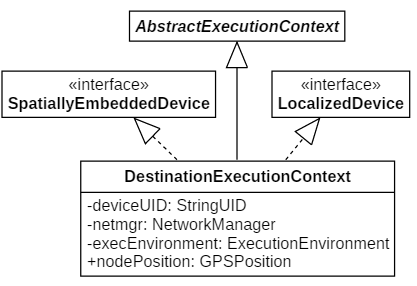 AbstractExecutionContext
«interface»
SpatiallyEmbeddedDevice
«interface»
LocalizedDevice
DestinationExecutionContext
-deviceUID: StringUID
-netmgr: NetworkManager
-execEnvironment: ExecutionEnvironment
+nodePosition: GPSPosition